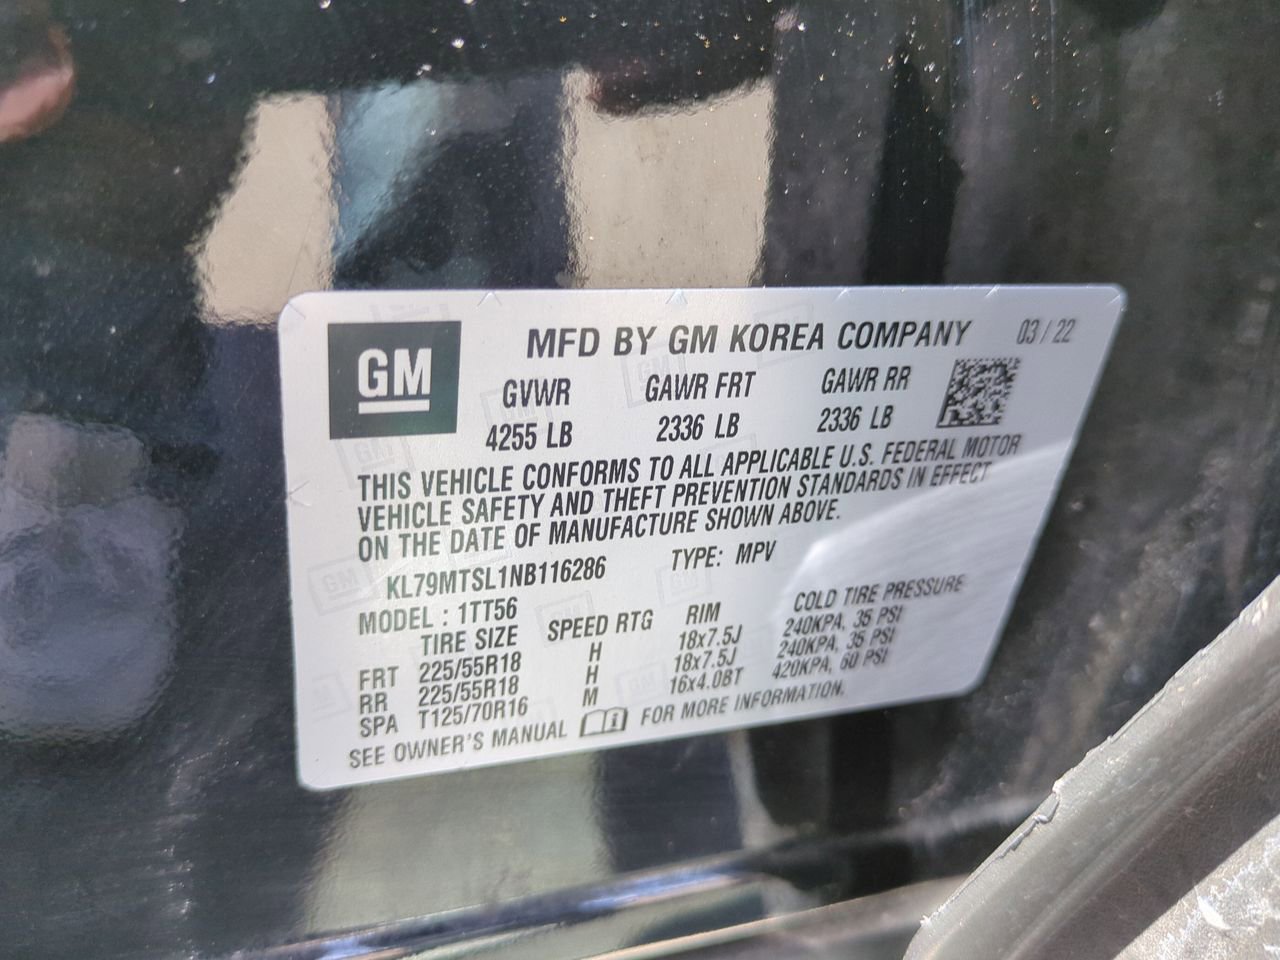 GM
MFD BY GM KOREA COMPANY 03/22
GVWR GAWR FRT GAWR RR
4255 LB 2336 LB 2336 LB
THIS VEHICLE CONFORMS TO ALL APPLICABLE U.S. FEDERAL MOTOR
VEHICLE SAFETY AND THEFT PREVENTION STANDARDS IN EFFECT
ON THE DATE OF MANUFACTURE SHOWN ABOVE.
KL79MTSL1NB116286 TYPE: MPV
MODEL : 1TT56
TIRE SIZE SPEED RTG RIM COLD TIRE PRESSURE
FRT 225/55R18 H 18x7.5J 240KPA, 35 PSI
RR 225/55R18 H 18x7.5J 240KPA, 35 PSI
SPA T125/70R16 M 16x4.0BT 420KPA, 60 PSI
SEE OWNER'S MANUAL FOR MORE INFORMATION.